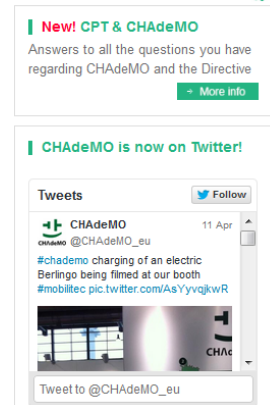 New! CPT & CHAdeMO
Answers to all the questions you have
regarding CHAdeMO and the Directive
More info
CHAdeMO is now on Twitter!
Tweets
Follow
CHAdeMO
11 Apr
CHAdeMO
@CHAdeMO_eu
#chademo charging of an electric
Berlingo being filmed at our booth
#mobilitec pic.twitter.com/AsYyvqjkwR
CHAd
Tweet to @CHAdeMO_eu